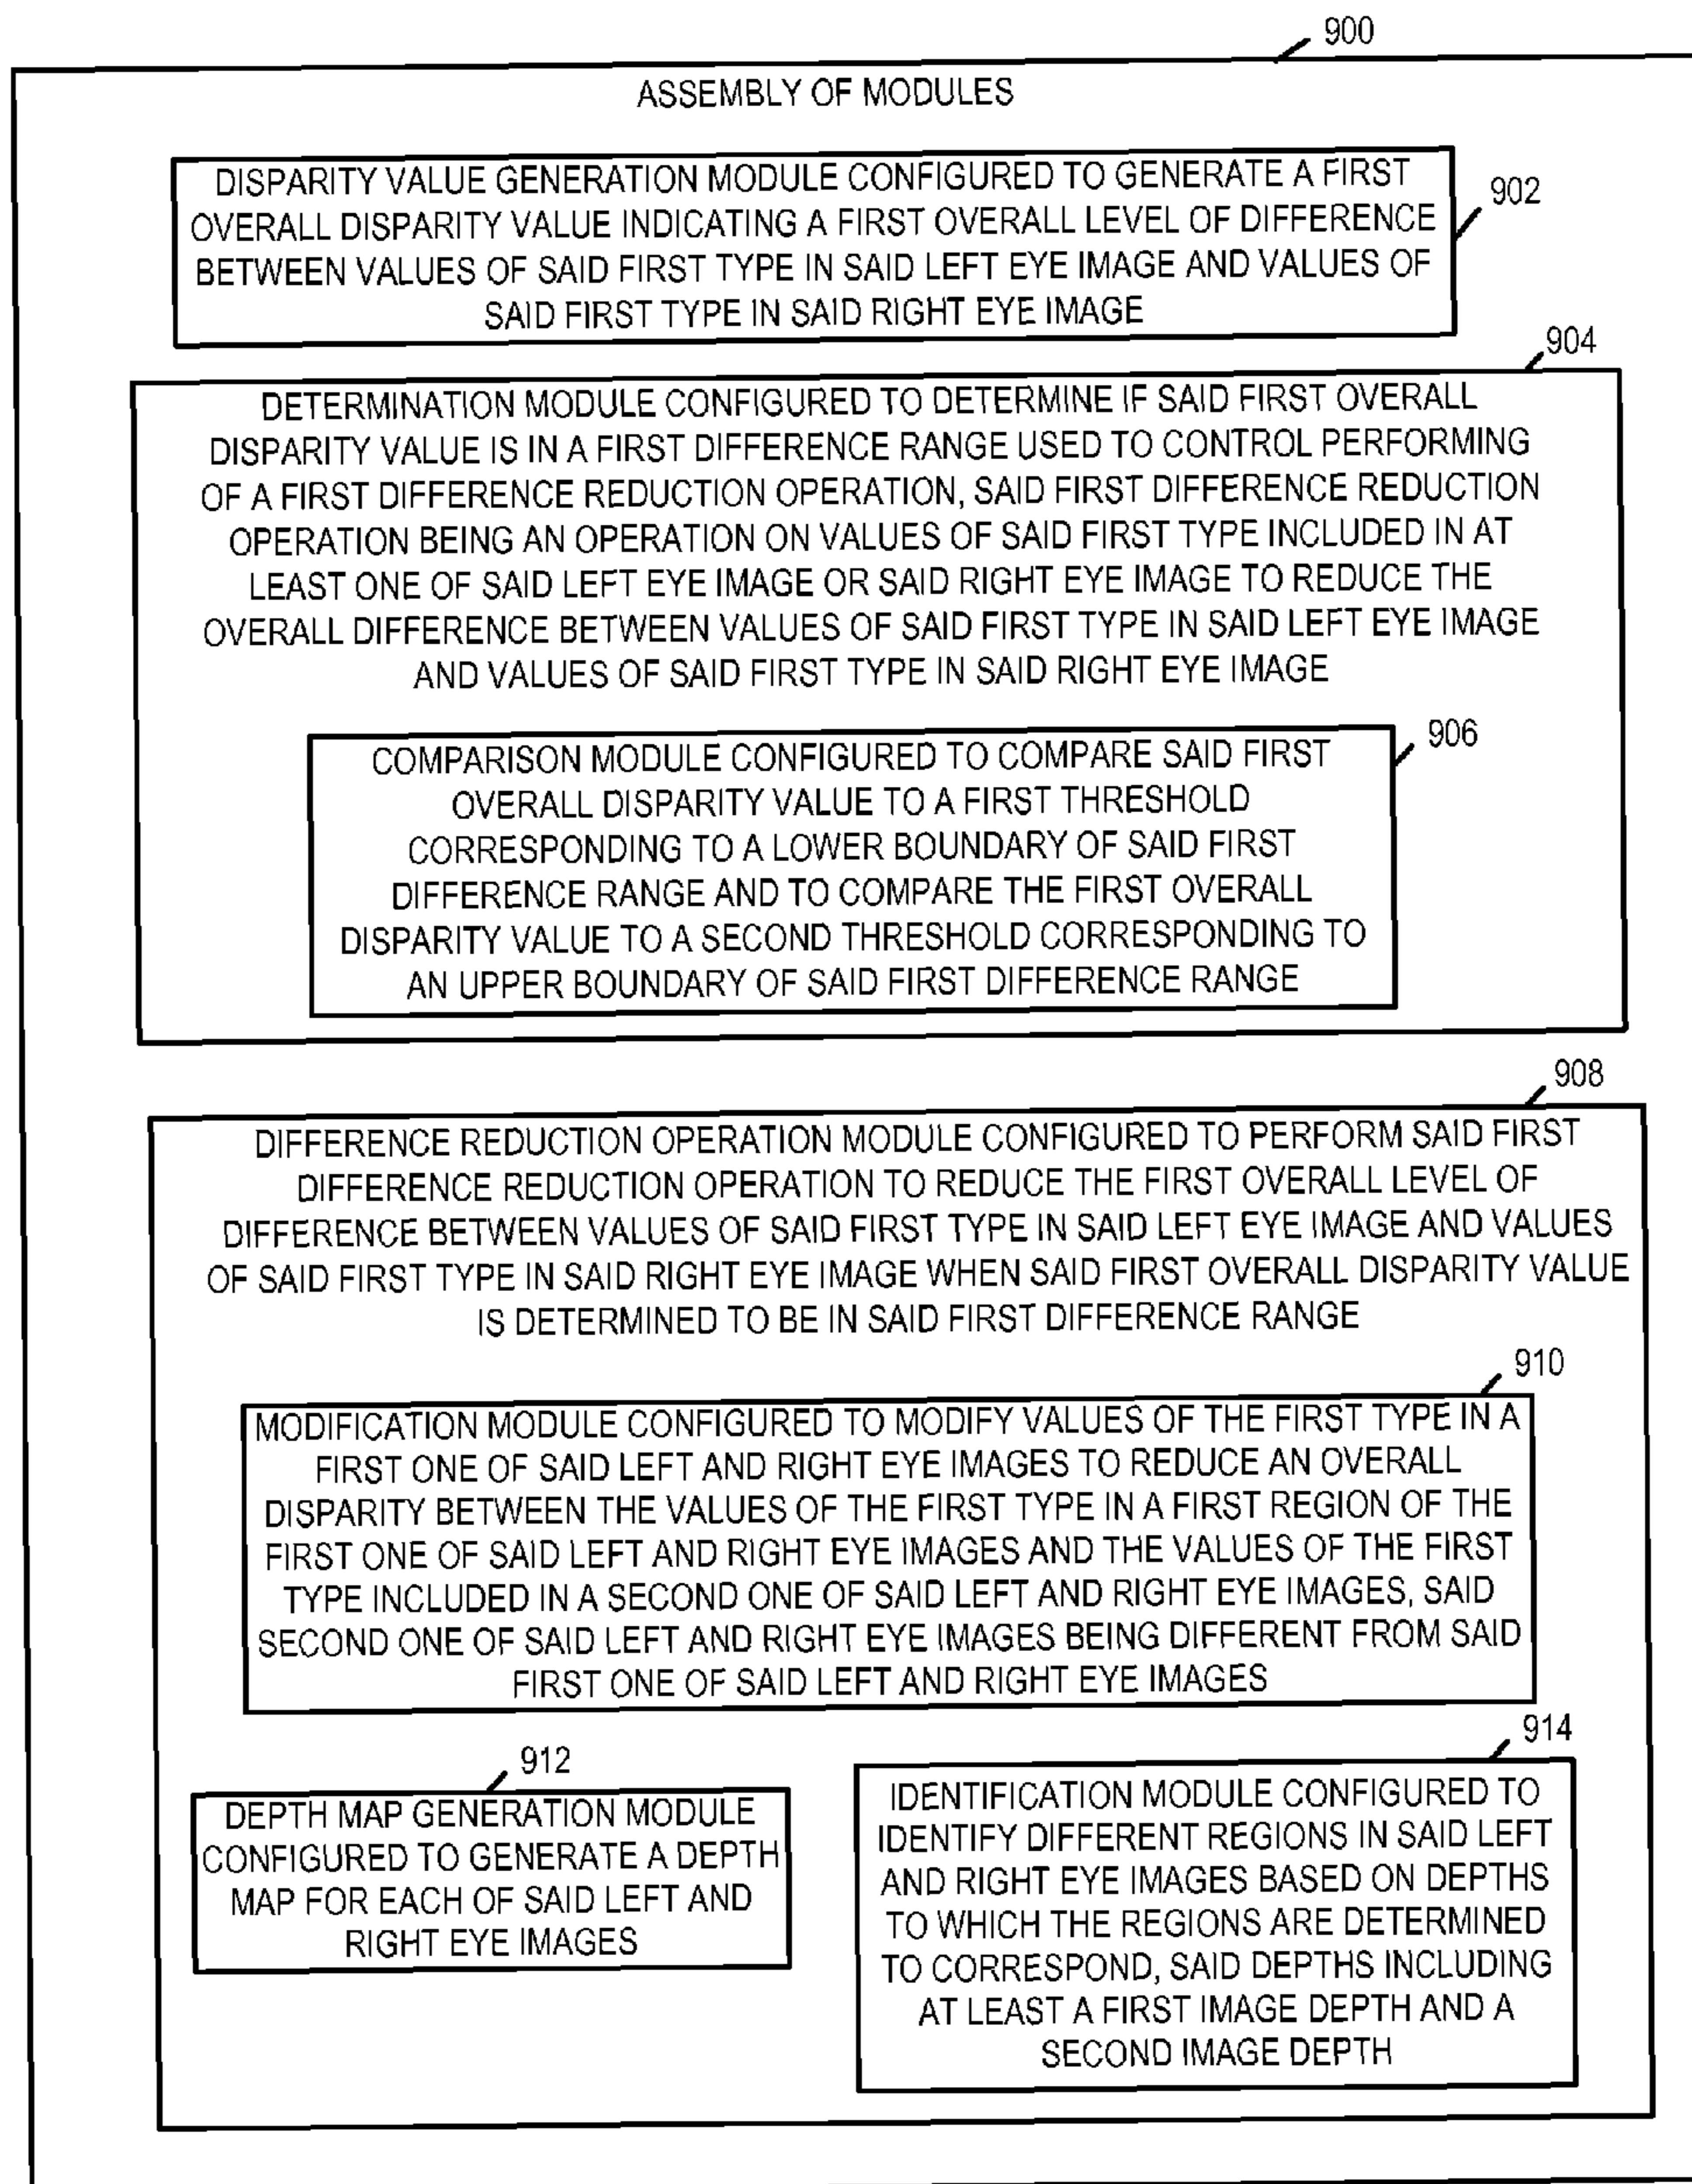 900
ASSEMBLY OF MODULES
DISPARITY VALUE GENERATION MODULE CONFIGURED TO GENERATE A FIRST
OVERALL DISPARITY VALUE INDICATING A FIRST OVERALL LEVEL OF DIFFERENCE
BETWEEN VALUES OF SAID FIRST TYPE IN SAID LEFT EYE IMAGE AND VALUES OF
SAID FIRST TYPE IN SAID RIGHT EYE IMAGE
902
904
DETERMINATION MODULE CONFIGURED TO DETERMINE IF SAID FIRST OVERALL
DISPARITY VALUE IS IN A FIRST DIFFERENCE RANGE USED TO CONTROL PERFORMING
OF A FIRST DIFFERENCE REDUCTION OPERATION, SAID FIRST DIFFERENCE REDUCTION
OPERATION BEING AN OPERATION ON VALUES OF SAID FIRST TYPE INCLUDED IN AT
LEAST ONE OF SAID LEFT EYE IMAGE OR SAID RIGHT EYE IMAGE TO REDUCE THE
OVERALL DIFFERENCE BETWEEN VALUES OF SAID FIRST TYPE IN SAID LEFT EYE IMAGE
AND VALUES OF SAID FIRST TYPE IN SAID RIGHT EYE IMAGE
906
COMPARISON MODULE CONFIGURED TO COMPARE SAID FIRST
OVERALL DISPARITY VALUE TO A FIRST THRESHOLD
CORRESPONDING TO A LOWER BOUNDARY OF SAID FIRST
DIFFERENCE RANGE AND TO COMPARE THE FIRST OVERALL
DISPARITY VALUE TO A SECOND THRESHOLD CORRESPONDING TO
AN UPPER BOUNDARY OF SAID FIRST DIFFERENCE RANGE
908
DIFFERENCE REDUCTION OPERATION MODULE CONFIGURED TO PERFORM SAID FIRST
DIFFERENCE REDUCTION OPERATION TO REDUCE THE FIRST OVERALL LEVEL OF
DIFFERENCE BETWEEN VALUES OF SAID FIRST TYPE IN SAID LEFT EYE IMAGE AND VALUES
OF SAID FIRST TYPE IN SAID RIGHT EYE IMAGE WHEN SAID FIRST OVERALL DISPARITY VALUE
IS DETERMINED TO BE IN SAID FIRST DIFFERENCE RANGE
910
MODIFICATION MODULE CONFIGURED TO MODIFY VALUES OF THE FIRST TYPE IN A
FIRST ONE OF SAID LEFT AND RIGHT EYE IMAGES TO REDUCE AN OVERALL
DISPARITY BETWEEN THE VALUES OF THE FIRST TYPE IN A FIRST REGION OF THE
FIRST ONE OF SAID LEFT AND RIGHT EYE IMAGES AND THE VALUES OF THE FIRST
TYPE INCLUDED IN A SECOND ONE OF SAID LEFT AND RIGHT EYE IMAGES, SAID
SECOND ONE OF SAID LEFT AND RIGHT EYE IMAGES BEING DIFFERENT FROM SAID
FIRST ONE OF SAID LEFT AND RIGHT EYE IMAGES
912
DEPTH MAP GENERATION MODULE
CONFIGURED TO GENERATE A DEPTH
MAP FOR EACH OF SAID LEFT AND
RIGHT EYE IMAGES
914
IDENTIFICATION MODULE CONFIGURED TO
IDENTIFY DIFFERENT REGIONS IN SAID LEFT
AND RIGHT EYE IMAGES BASED ON DEPTHS
TO WHICH THE REGIONS ARE DETERMINED
TO CORRESPOND, SAID DEPTHS INCLUDING
AT LEAST A FIRST IMAGE DEPTH AND A
SECOND IMAGE DEPTH